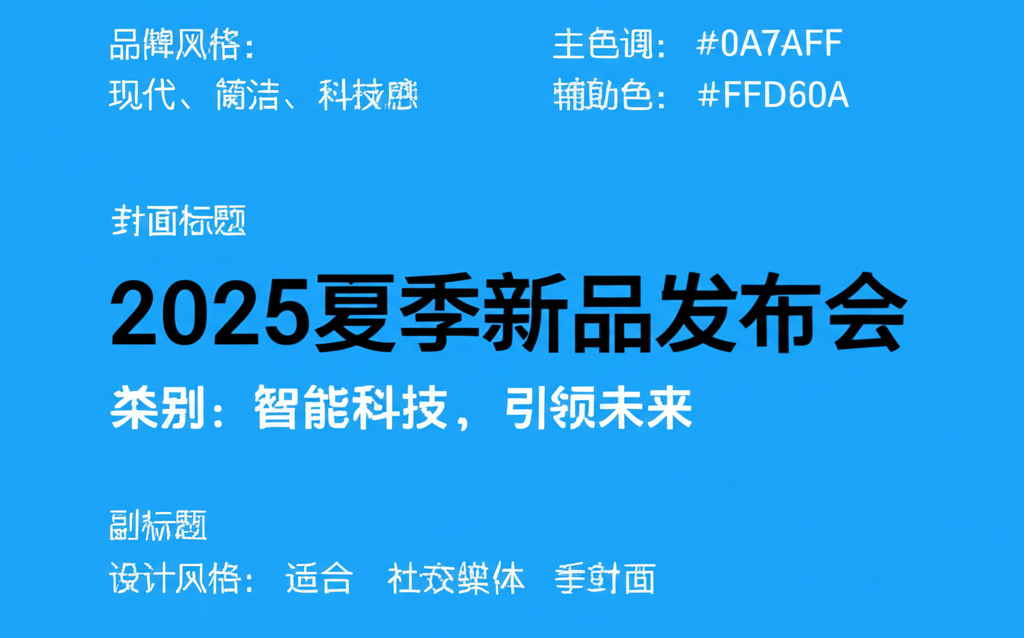 品牌风格：
现代、简洁、科技感
主色调： #0A7AFF
辅助色： #FFD60A
封面标题
2025夏季新品发布会
类别：智能科技，引领未来
副标题
设计风格： 适合 社交媒体 封面